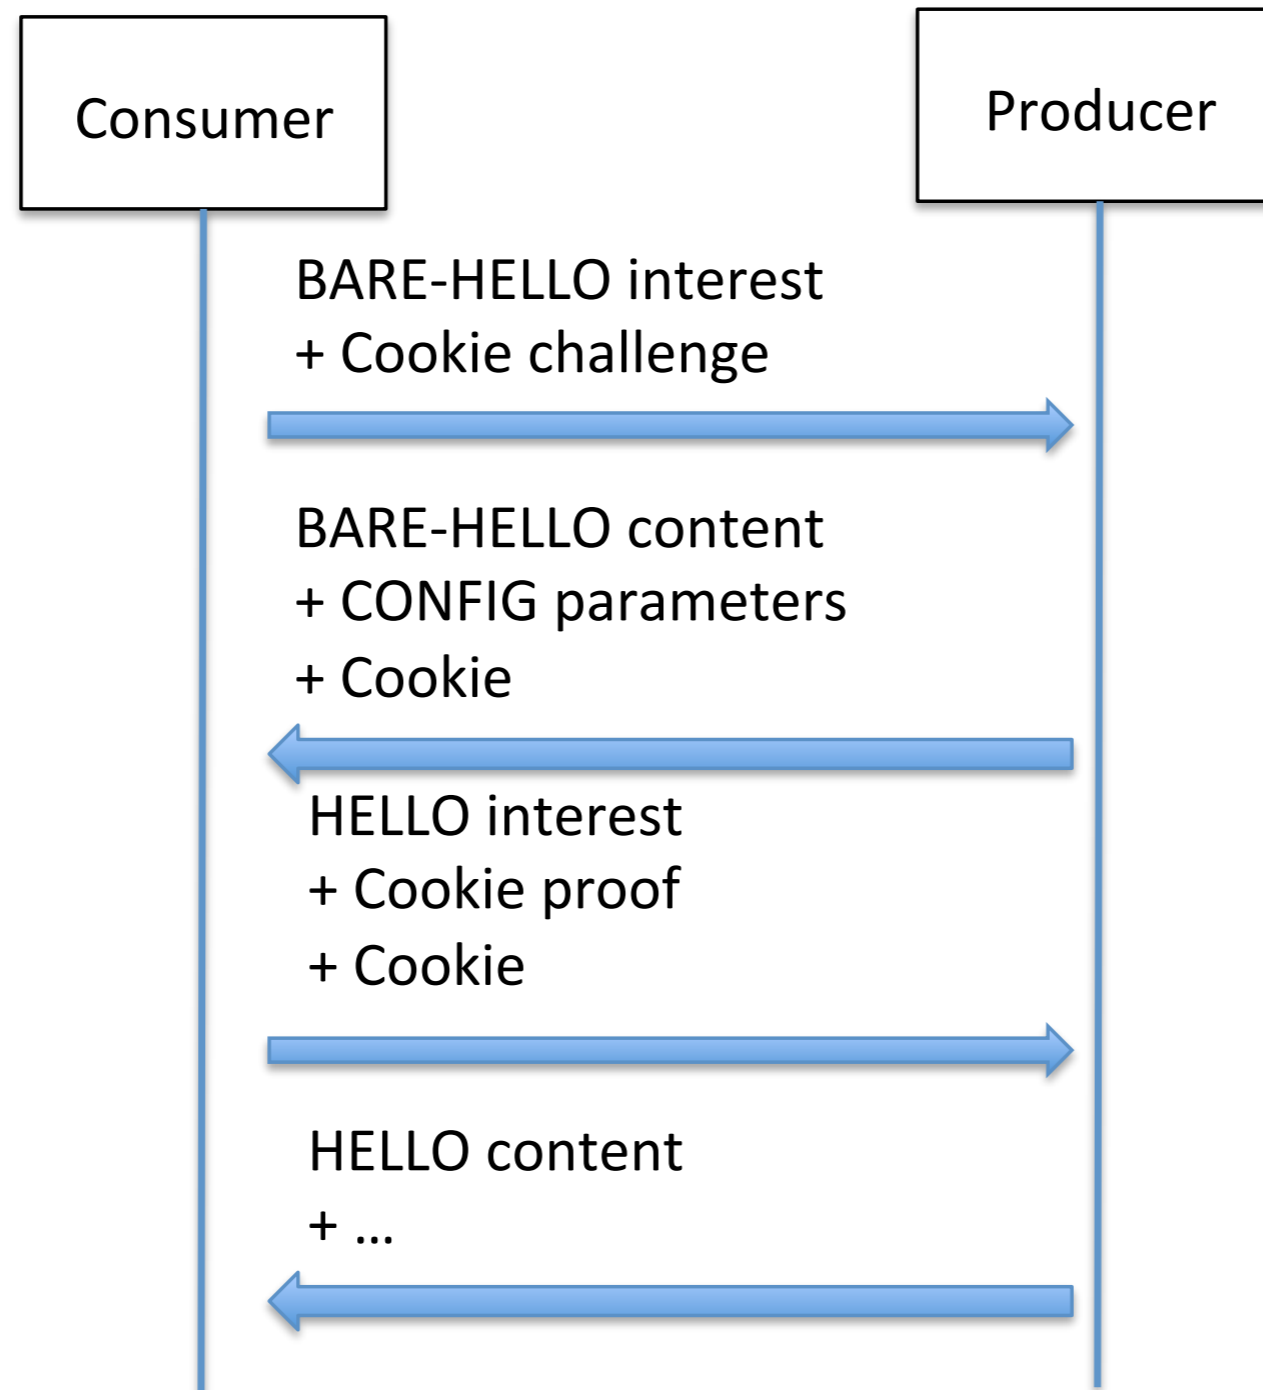 Consumer
Producer
BARE-HELLO interest
+ Cookie challenge
BARE-HELLO content
+ CONFIG parameters
+ Cookie
HELLO interest
+ Cookie proof
+ Cookie
HELLO content
+ …